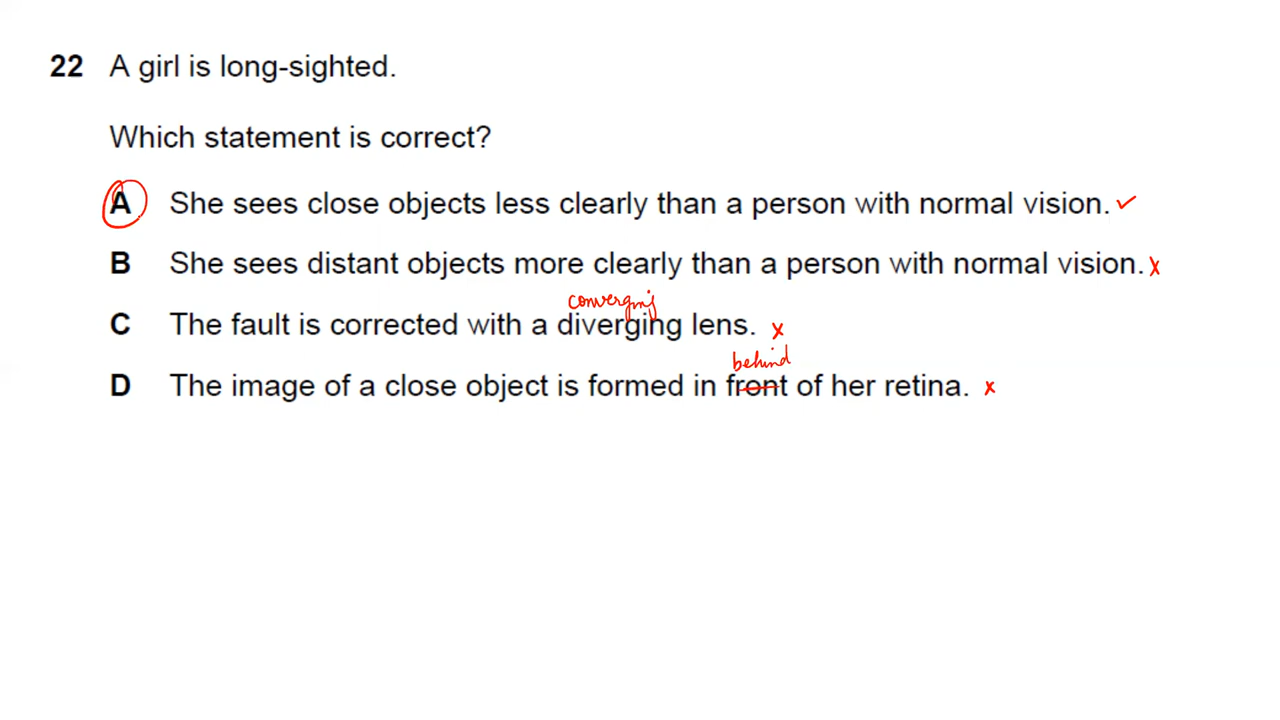 22 A girl is long-sighted.
Which statement is correct?
A She sees close objects less clearly than a person with normal vision. ✓
B She sees distant objects more clearly than a person with normal vision. x
converging
C The fault is corrected with a diverging lens. x
behind
D The image of a close object is formed in front of her retina. x